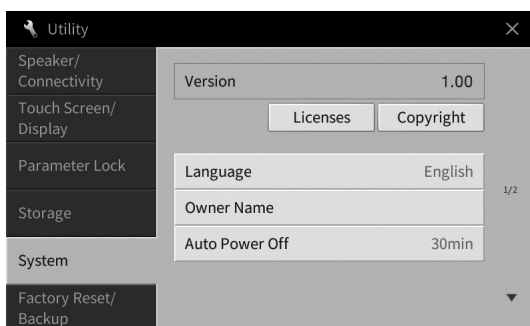 Utility
Speaker/
Connectivity
Touch Screen/
Display
Parameter Lock
Storage
System
Factory Reset/
Backup
Version 1.00
Licenses Copyright
Language English
Owner Name
Auto Power Off 30min
1/2